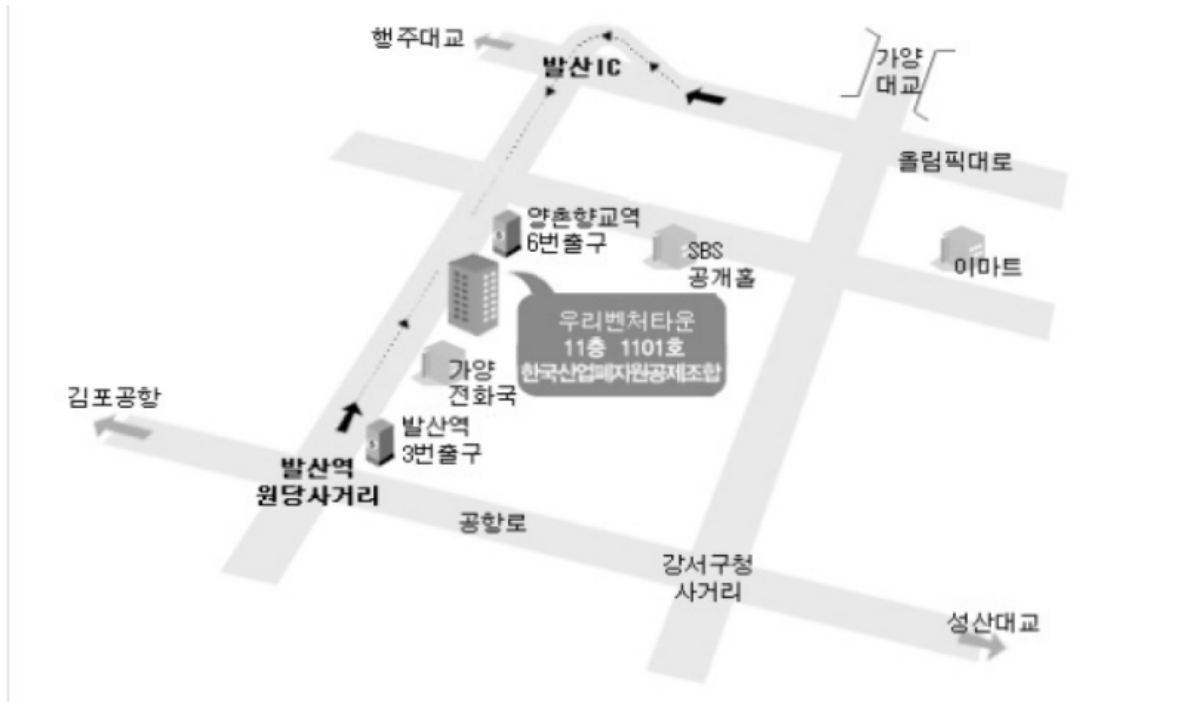 행주대교
발산IC
가양
대교
올림픽대로
양촌향교역
6번출구
SBS
공개홀
이마트
우리벤처타운
11층 1101호
한국산업폐자원공제조합
가양
전화국
김포공항
발산역
3번출구
발산역
원당사거리
공항로
강서구청
사거리
성산대교